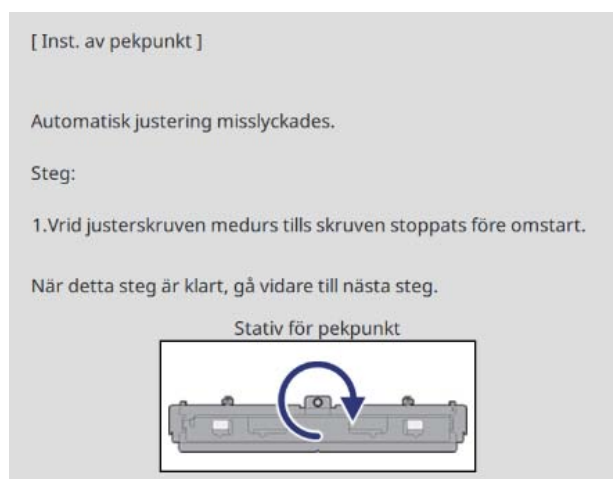 [ Inst. av pekpunkt ]
Automatisk justering misslyckades.
Steg:
1.Vrid justerskruven medurs tills skruven stoppats före omstart.
När detta steg är klart, gå vidare till nästa steg.
Stativ för pekpunkt